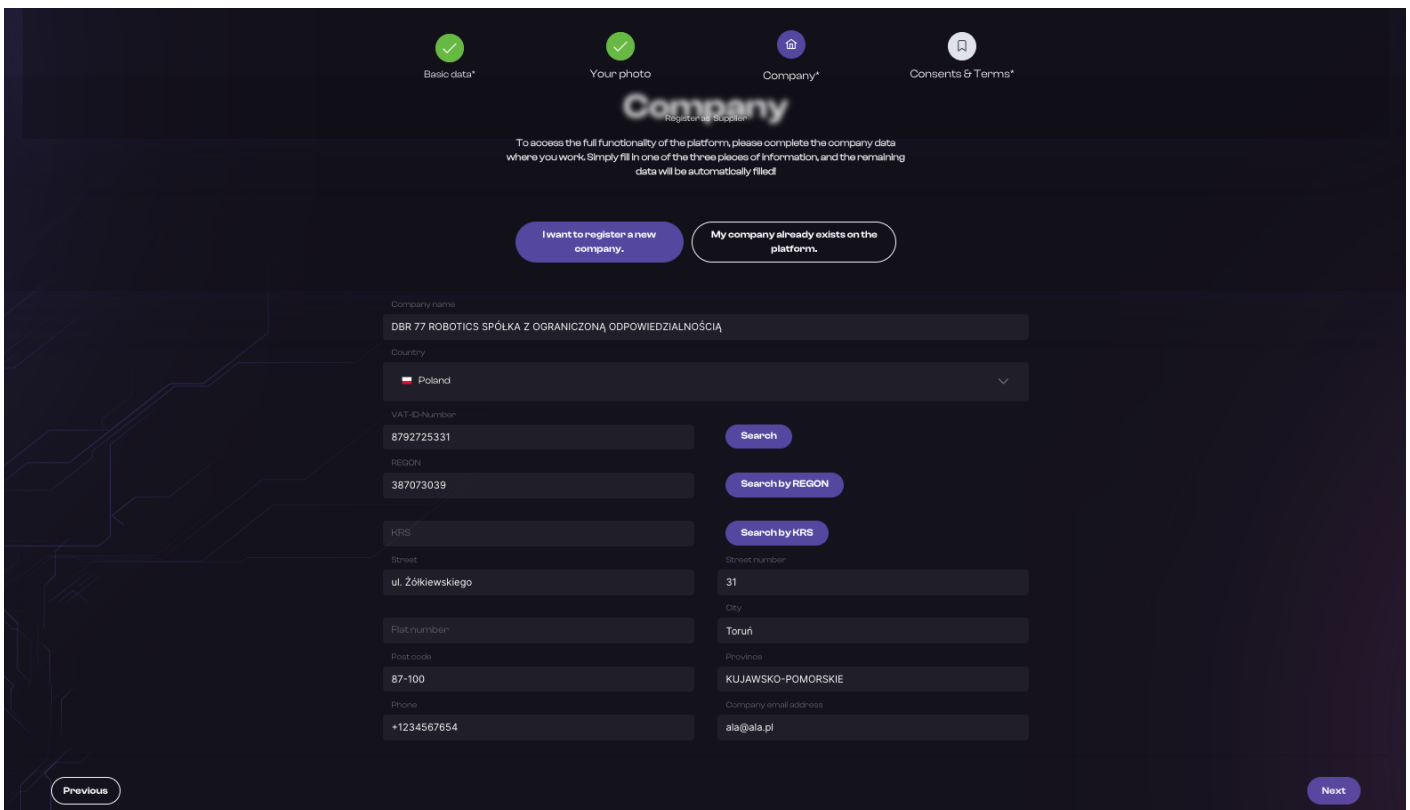 Basic data*
Your photo
Company*
Consents & Terms*
Company
Register as Supplier
To access the full functionality of the platform, please complete the company data
where you work. Simply fill in one of the three pieces of information, and the remaining
data will be automatically filled!
I want to register a new
company.
My company already exists on the
platform.
Company name
DBR 77 ROBOTICS SPÓŁKA Z OGRANICZONĄ ODPOWIEDZIALNOŚCIĄ
Country
Poland
VAT-ID-Number
8792725331
Search
REGON
387073039
Search by REGON
KRS
Search by KRS
Street
Street number
ul. Żółkiewskiego
31
City
Flat number
Toruń
Post code
Province
87-100
KUJAWSKO-POMORSKIE
Phone
Company email address
+1234567654
ala@ala.pl
Previous
Next